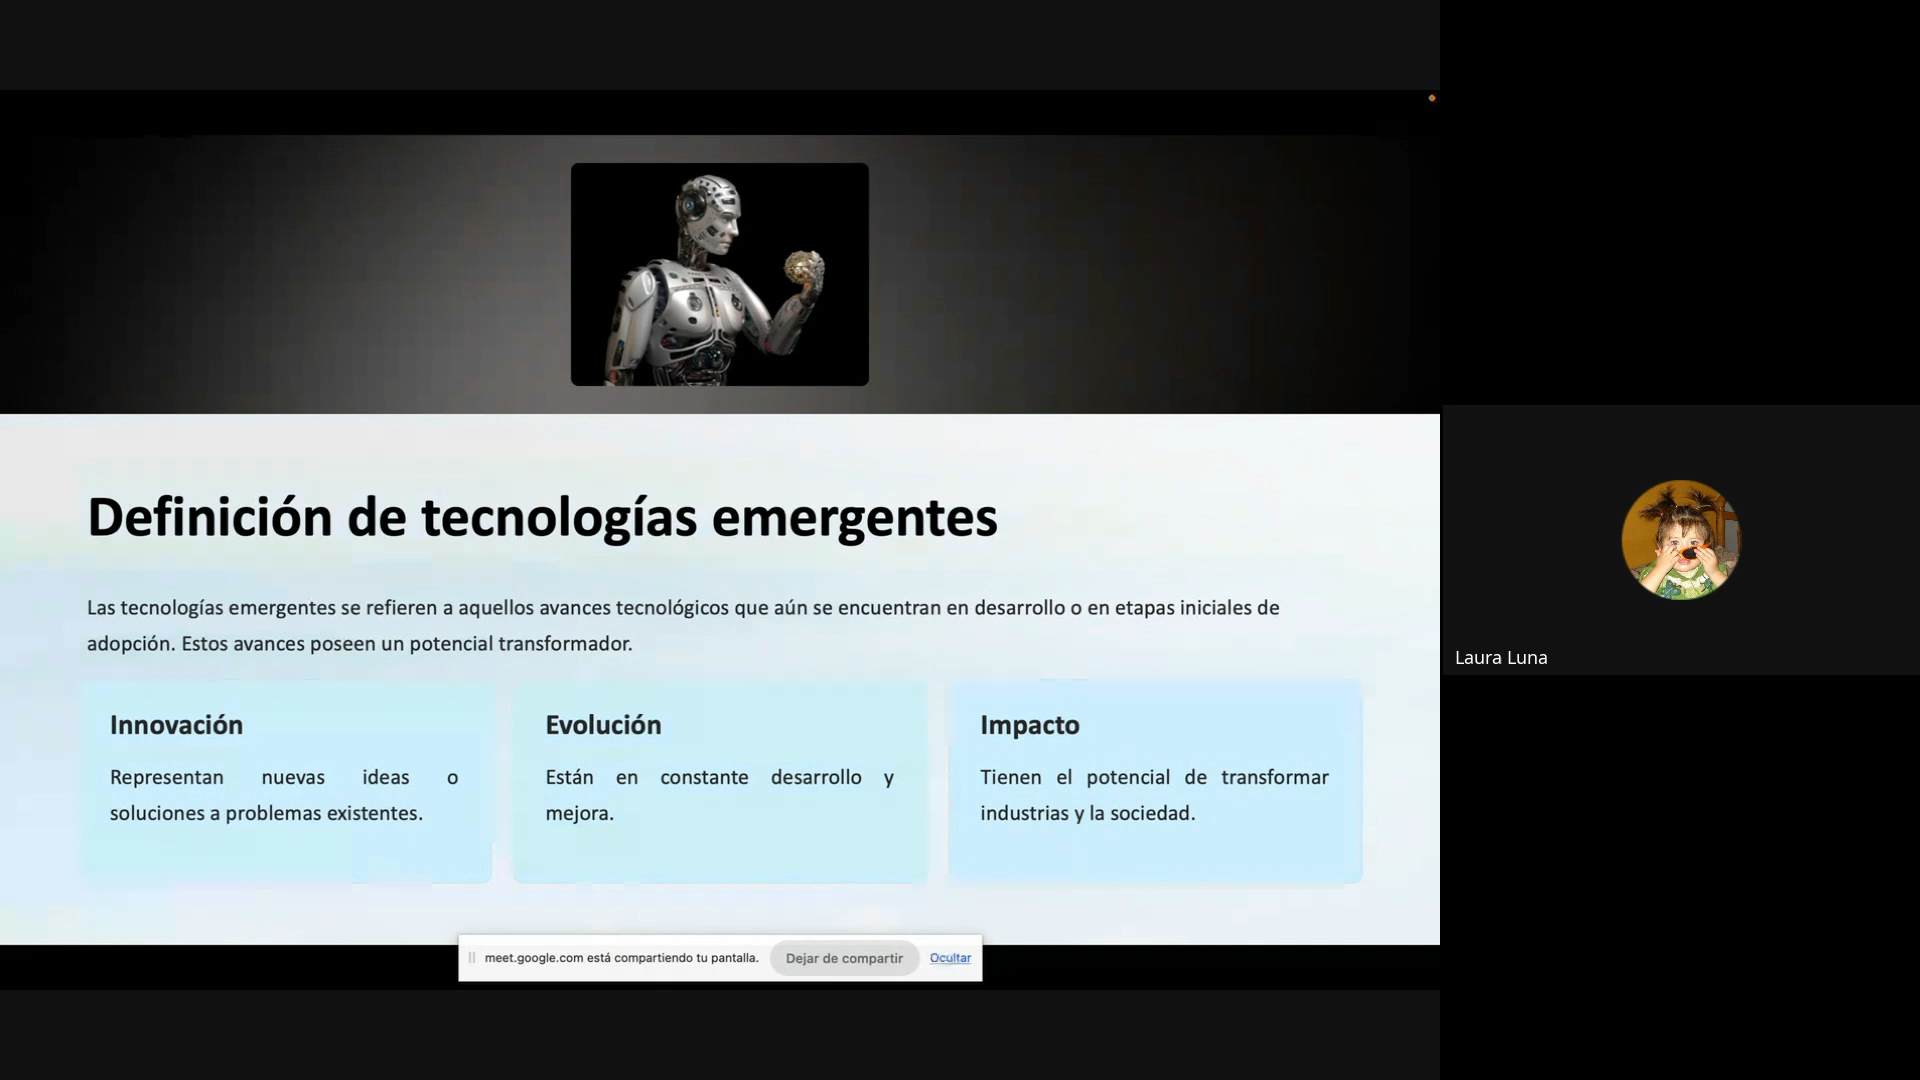 Definición de tecnologías emergentes
Las tecnologías emergentes se refieren a aquellos avances tecnológicos que aún se encuentran en desarrollo o en etapas iniciales de
adopción. Estos avances poseen un potencial transformador.
Innovación
Representan nuevas ideas o
soluciones a problemas existentes.
Evolución
Están en constante desarrollo y
mejora.
Impacto
Tienen el potencial de transformar
industrias y la sociedad.
meet.google.com está compartiendo tu pantalla. Dejar de compartir Ocultar
Laura Luna